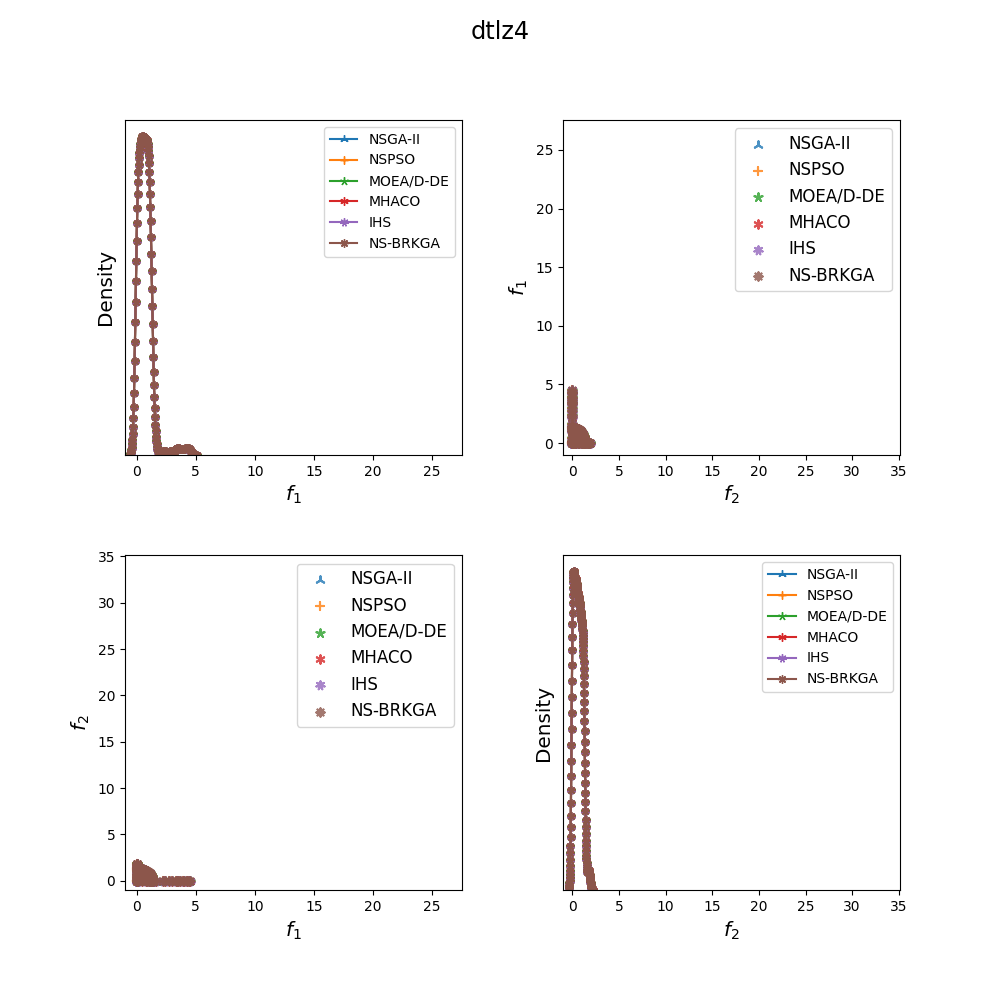 dtlz4
Density
NSGA-II
NSPSO
MOEA/D-DE
MHACO
IHS
NS-BRKGA
0 5 10 15 20 25
f1
f1
25
20
15
10
5
0
NSGA-II
NSPSO
MOEA/D-DE
MHACO
IHS
NS-BRKGA
0 5 10 15 20 25 30 35
f2
f2
35
30
25
20
15
10
5
0
NSGA-II
NSPSO
MOEA/D-DE
MHACO
IHS
NS-BRKGA
0 5 10 15 20 25
f1
Density
NSGA-II
NSPSO
MOEA/D-DE
MHACO
IHS
NS-BRKGA
0 5 10 15 20 25 30 35
f2